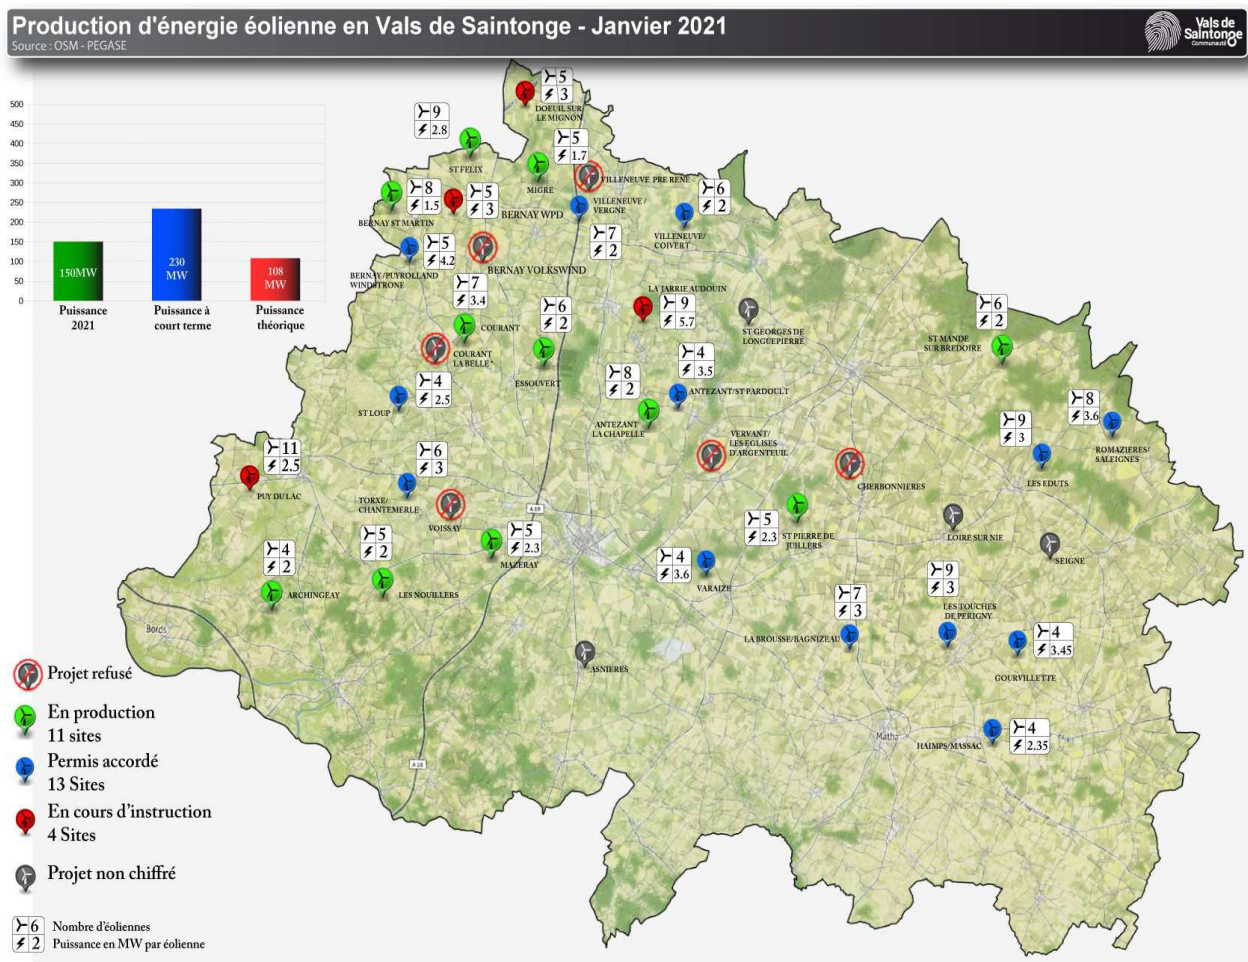 Production d'énergie éolienne en Vals de Saintonge - Janvier 2021
Source : OSM - PEGASE
Vals de
Saintonge
Communauté
500
450
400
350
300
250
200
150
100
50
0
150MW
230
MW
108
MW
Puissance
2021
Puissance à
court terme
Puissance
théorique
5
3
DOEUIL SUR
LE MIGNON
9
2.8
ST FELIX
5
1.7
MIGRE
VILLENEUVE PRE RENE
8
1.5
BERNAY ST MARTIN
5
3
BERNAY WPD
VILLENEUVE /
VERGNE
7
2
6
2
VILLENEUVE/
COIVERT
5
4.2
BERNAY/PUYROLLAND
WINDSTRONE
BERNAY VOLKSWIND
7
3.4
COURANT
COURANT
LA BELLE *
6
2
ESSOUVERT
LA JARRIE AUDOUIN
9
5.7
ST GEORGES DE
LONGUEPIERRE
6
2
ST MANDE
SUR BREDOIRE
4
3.5
ANTEZANT/ST PARDOULT
8
2
ANTEZANT
LA CHAPELLE
4
2.5
ST LOUP
8
3.6
ROMAZIERES/
SALEIGNES
9
3
LES EDUTS
VERVANT/
LES EGLISES
D'ARGENTEUIL
CHERBONNIERES
11
2.5
PUY DU LAC
6
3
TORXE/
CHANTEMERLE
VOISSAY
A 10
5
2.3
MAZERAY
5
2.3
ST PIERRE DE
JUILLERS
LOIRE SUR NIE
SEIGNE
5
2
LES NOUILLERS
4
2
ARCHINGEAY
4
3.6
VARAIZE
7
3
LA BROUSSE/BAGNIZEAU
9
3
LES TOUCHES
DE PERIGNY
4
3.45
GOURVILLETTE
Bords
ASNIERES
Matha
4
2.35
HAIMPS/MASSAC
A 10
Projet refusé
En production
11 sites
Permis accordé
13 Sites
En cours d'instruction
4 Sites
Projet non chiffré
6 Nombre d'éoliennes
2 Puissance en MW par éolienne